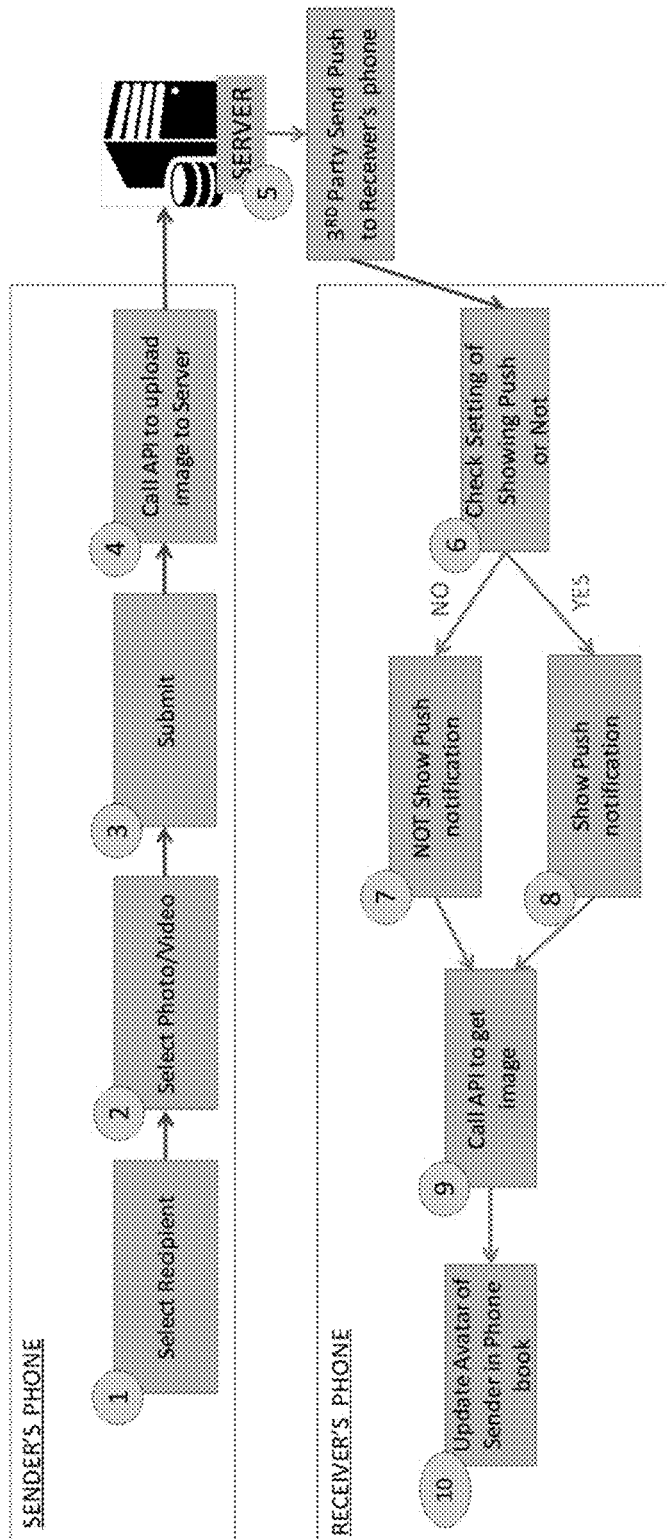 SENDER'S PHONE
1
Select Recipient
2
Select Photo/Video
3
Submit
4
Call API to upload
image to Server
5
SERVER
3RD Party Send Push
to Receiver's phone
RECEIVER'S PHONE
6
Check Setting of
Showing Push
or Not
NO
YES
7
NOT Show Push
notification
8
Show Push
notification
9
Call API to get
image
10
Update Avatar of
Sender in Phone
book